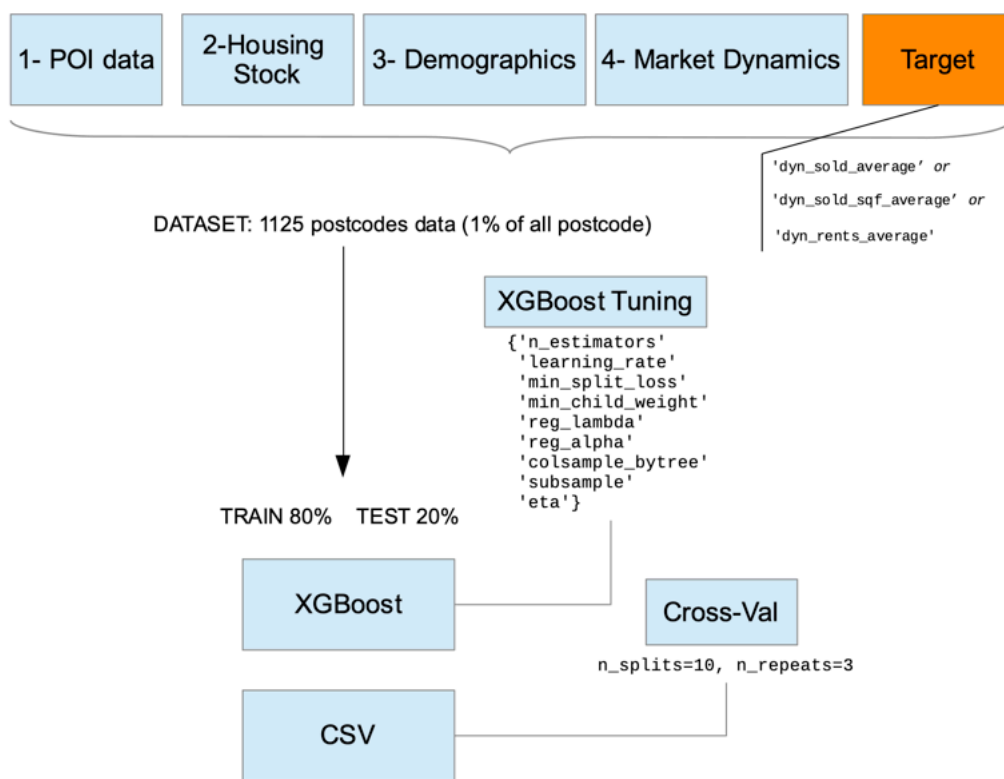 1- POI data
2-Housing
Stock
3- Demographics
4- Market Dynamics
Target
'dyn_sold_average’ or
'dyn_sold_sqf_average’ or
'dyn_rents_average'
DATASET: 1125 postcodes data (1% of all postcode)
XGBoost Tuning
{'n_estimators'
'learning_rate'
'min_split_loss'
'min_child_weight'
'reg_lambda'
'reg_alpha'
'colsample_bytree'
'subsample'
'eta'}
TRAIN 80% TEST 20%
XGBoost
Cross-Val
n_splits=10, n_repeats=3
CSV